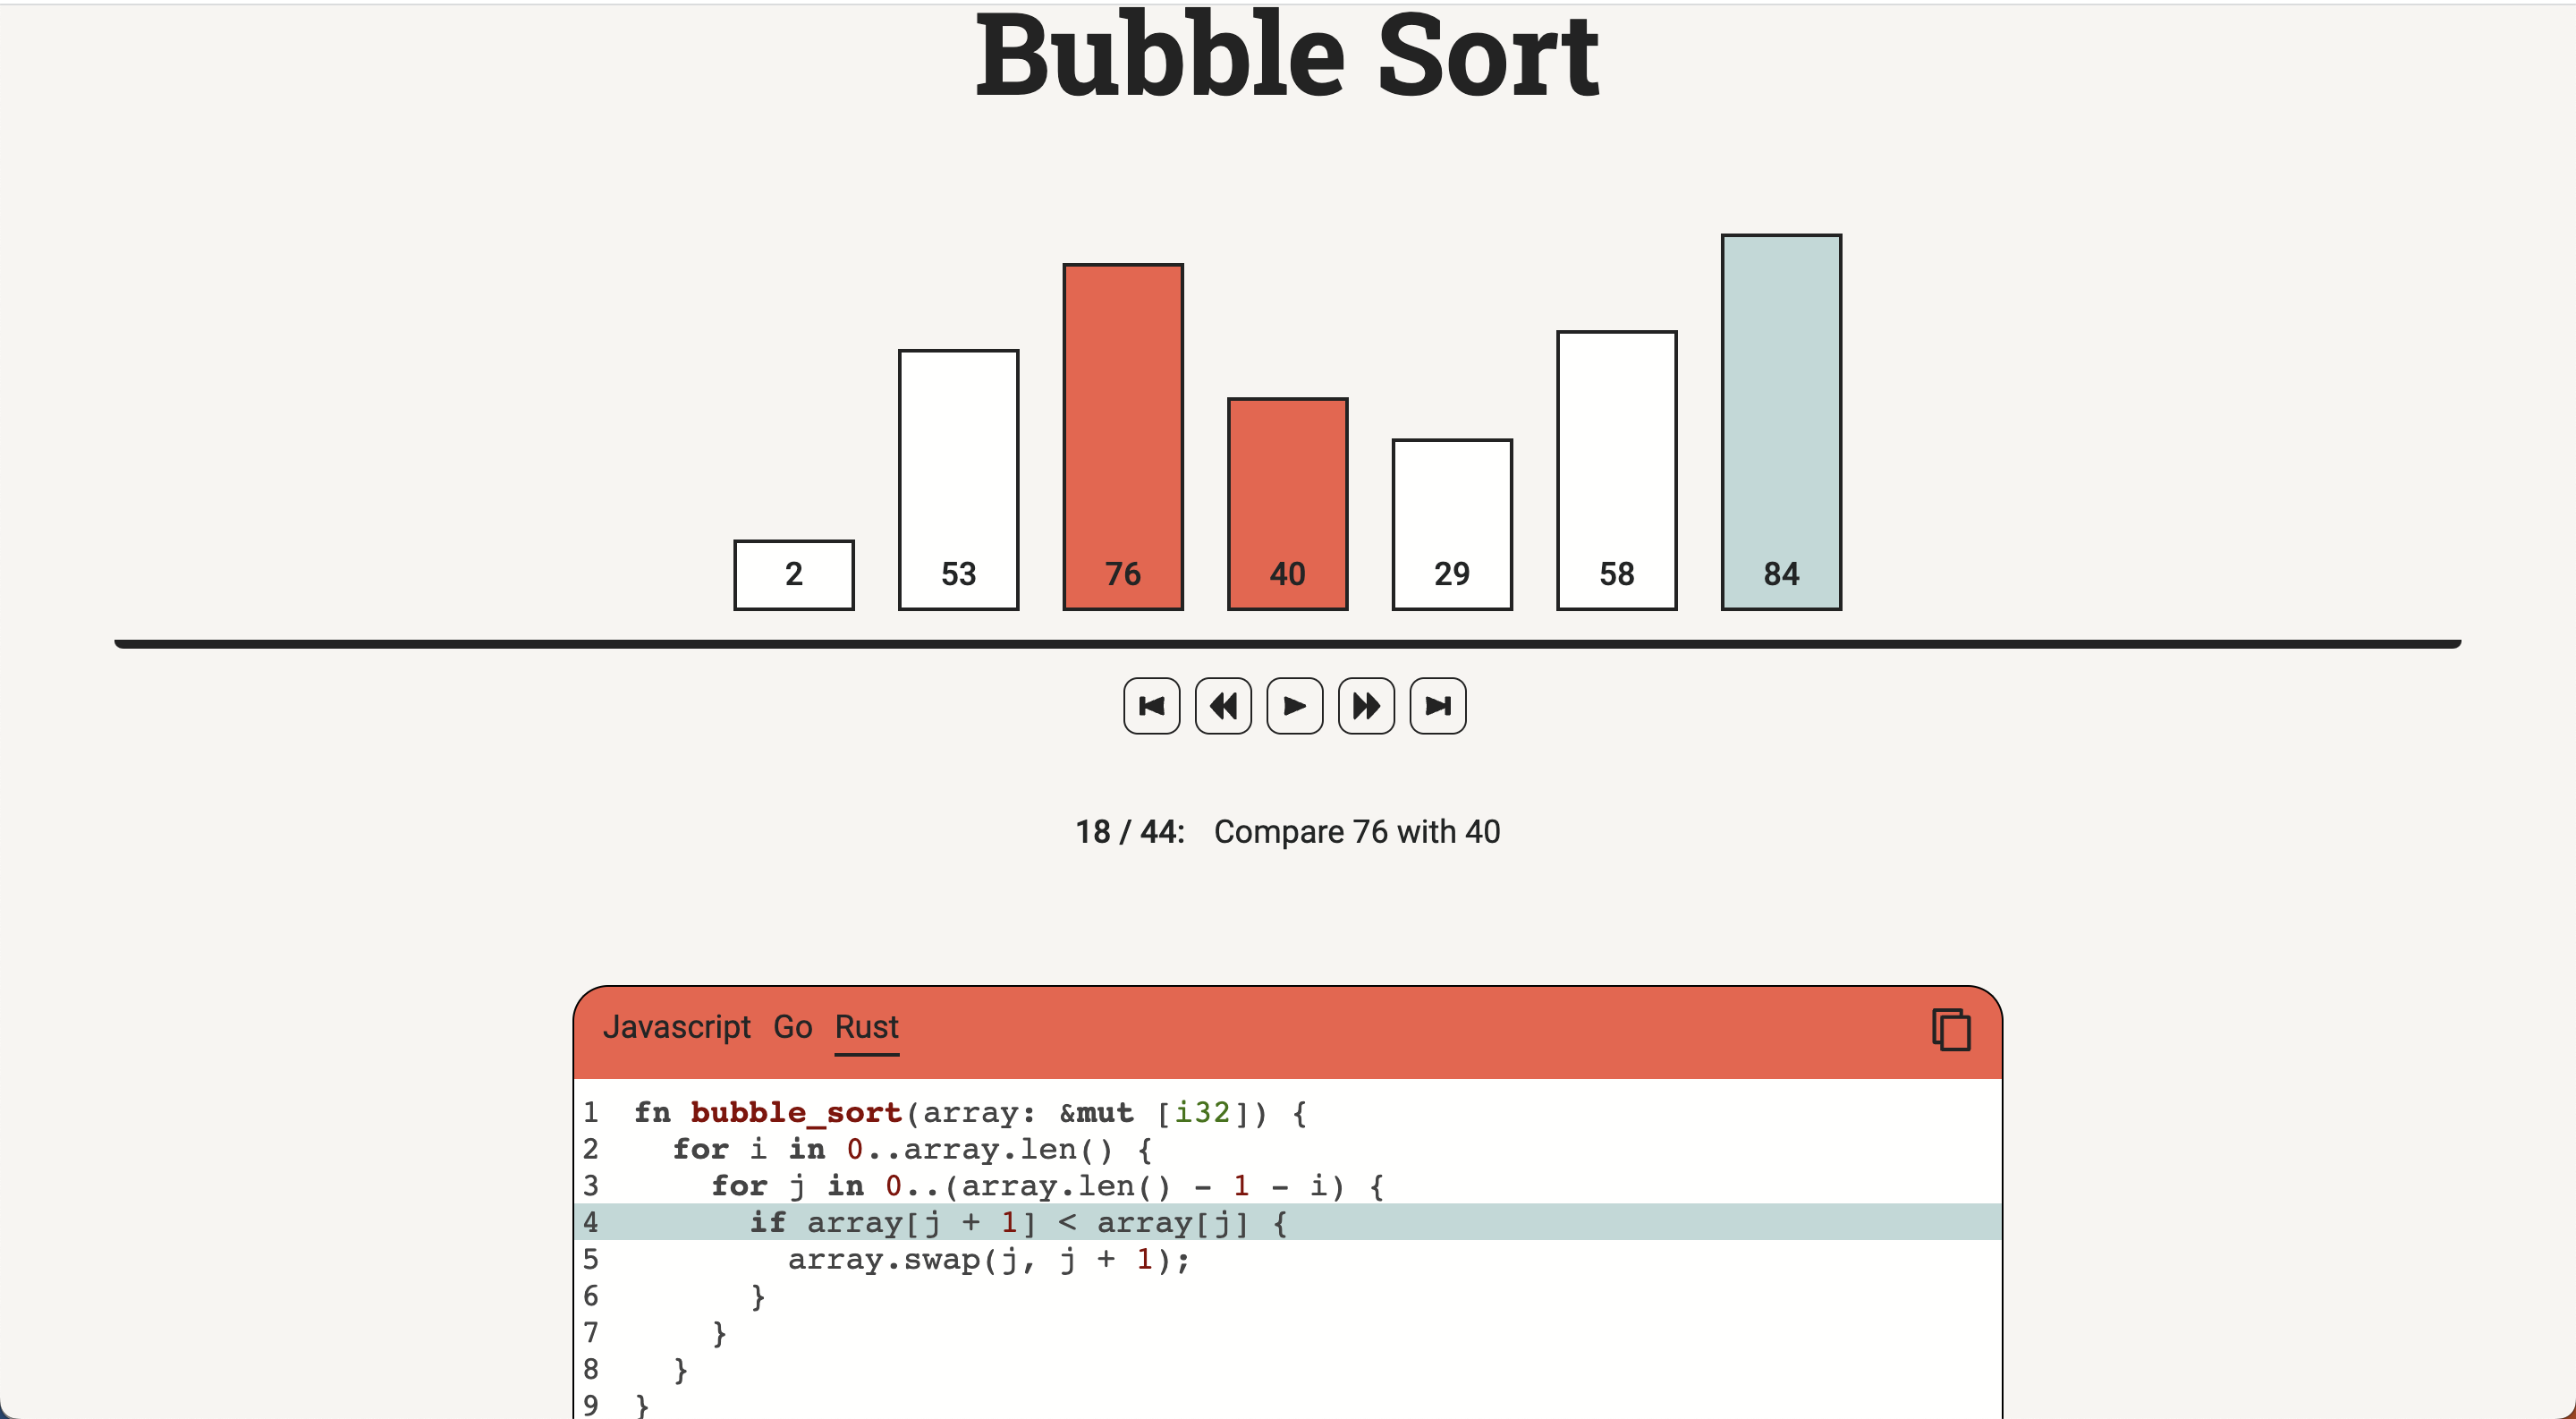 Bubble Sort
2 53 76 40 29 58 84
18 / 44: Compare 76 with 40
Javascript Go Rust
1 fn bubble_sort(array: &mut [i32]) {
2   for i in 0..array.len() {
3     for j in 0..(array.len() - 1 - i) {
4       if array[j + 1] < array[j] {
5         array.swap(j, j + 1);
6       }
7     }
8   }
9 }